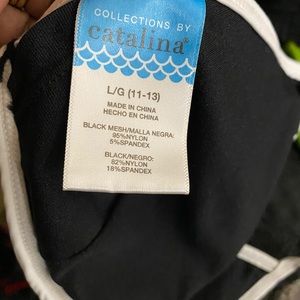 COLLECTIONS BY
catalina®
L/G (11-13)
MADE IN CHINA
HECHO EN CHINA
BLACK MESH/MALLA NEGRA:
95%NYLON
5%SPANDEX
BLACK/NEGRO:
82%NYLON
18%SPANDEX